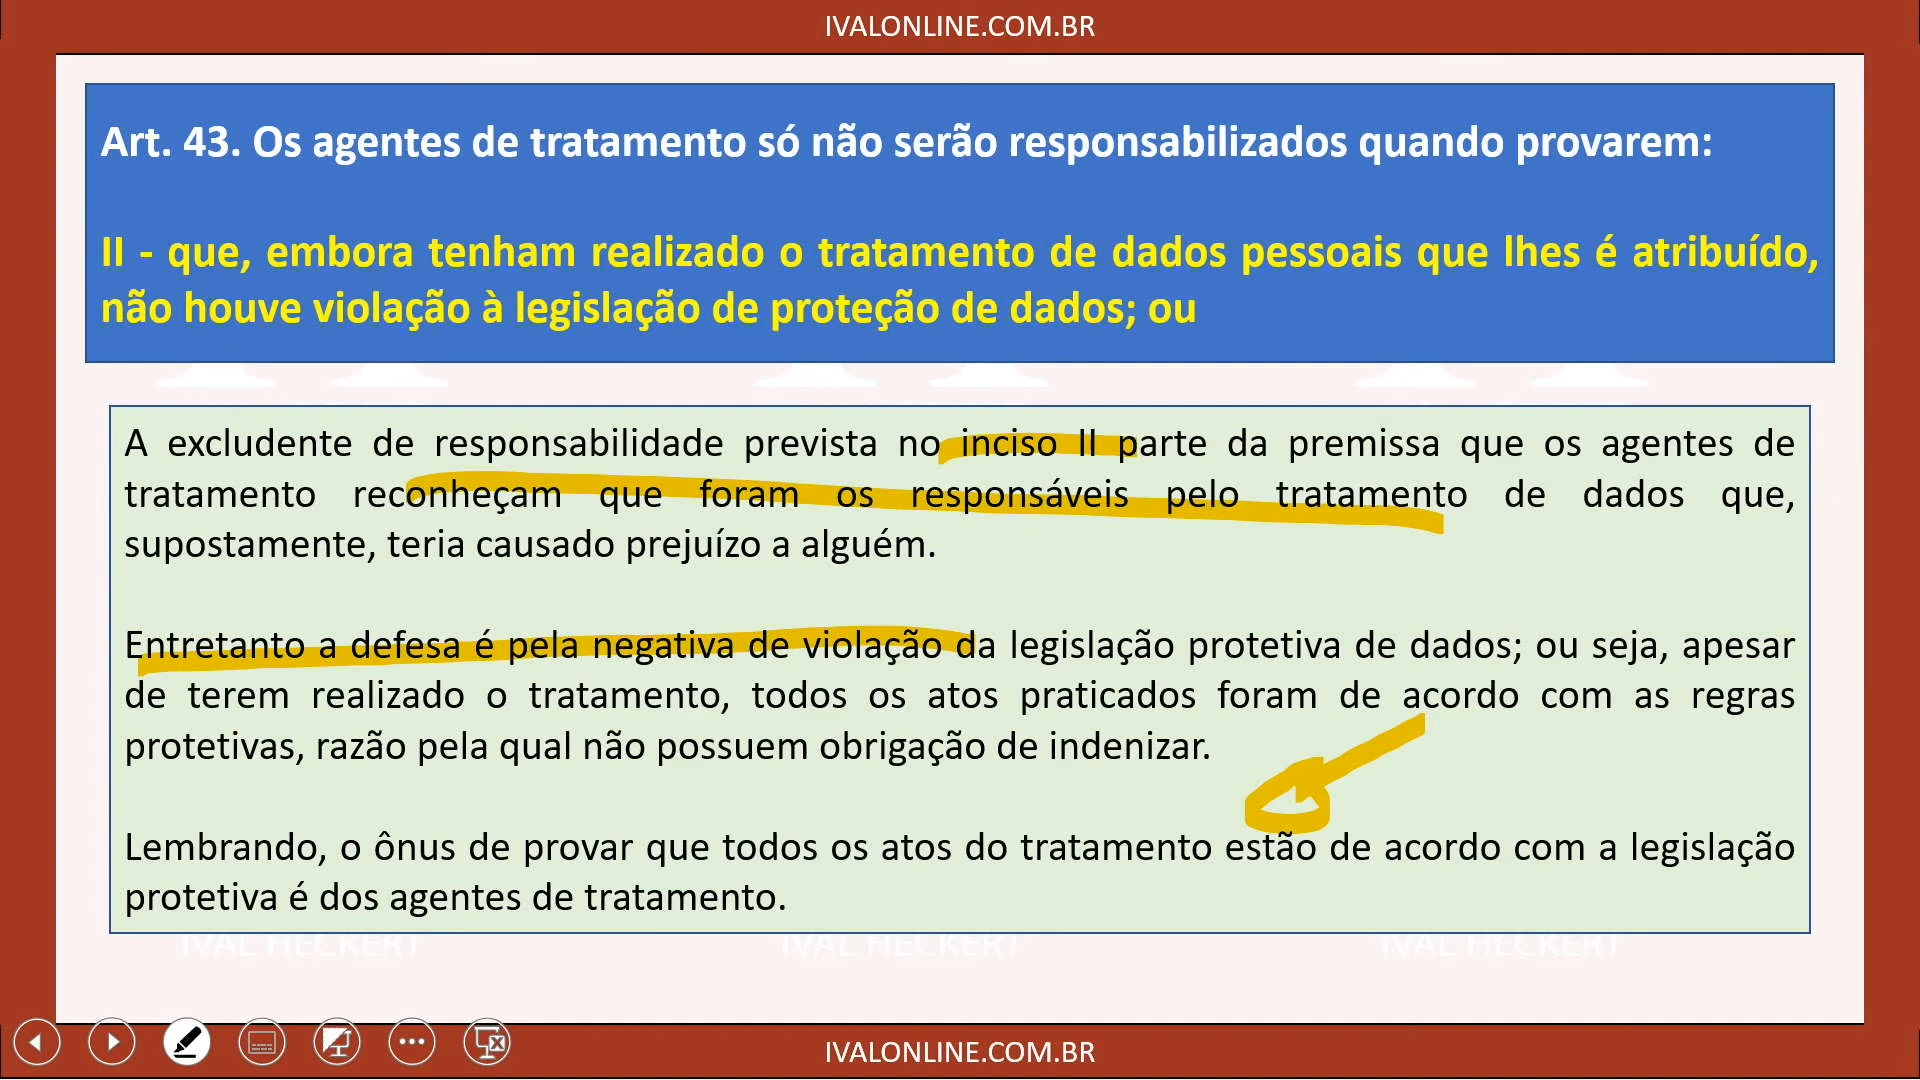 IVALONLINE.COM.BR
Art. 43. Os agentes de tratamento só não serão responsabilizados quando provarem:
II - que, embora tenham realizado o tratamento de dados pessoais que lhes é atribuído,
não houve violação à legislação de proteção de dados; ou
A excludente de responsabilidade prevista no inciso II parte da premissa que os agentes de
tratamento reconheçam que foram os responsáveis pelo tratamento de dados que,
supostamente, teria causado prejuízo a alguém.
Entretanto a defesa é pela negativa de violação da legislação protetiva de dados; ou seja, apesar
de terem realizado o tratamento, todos os atos praticados foram de acordo com as regras
protetivas, razão pela qual não possuem obrigação de indenizar.
Lembrando, o ônus de provar que todos os atos do tratamento estão de acordo com a legislação
protetiva é dos agentes de tratamento.
IVAL HECKERT IVAL HECKERT IVAL HECKERT
IVALONLINE.COM.BR